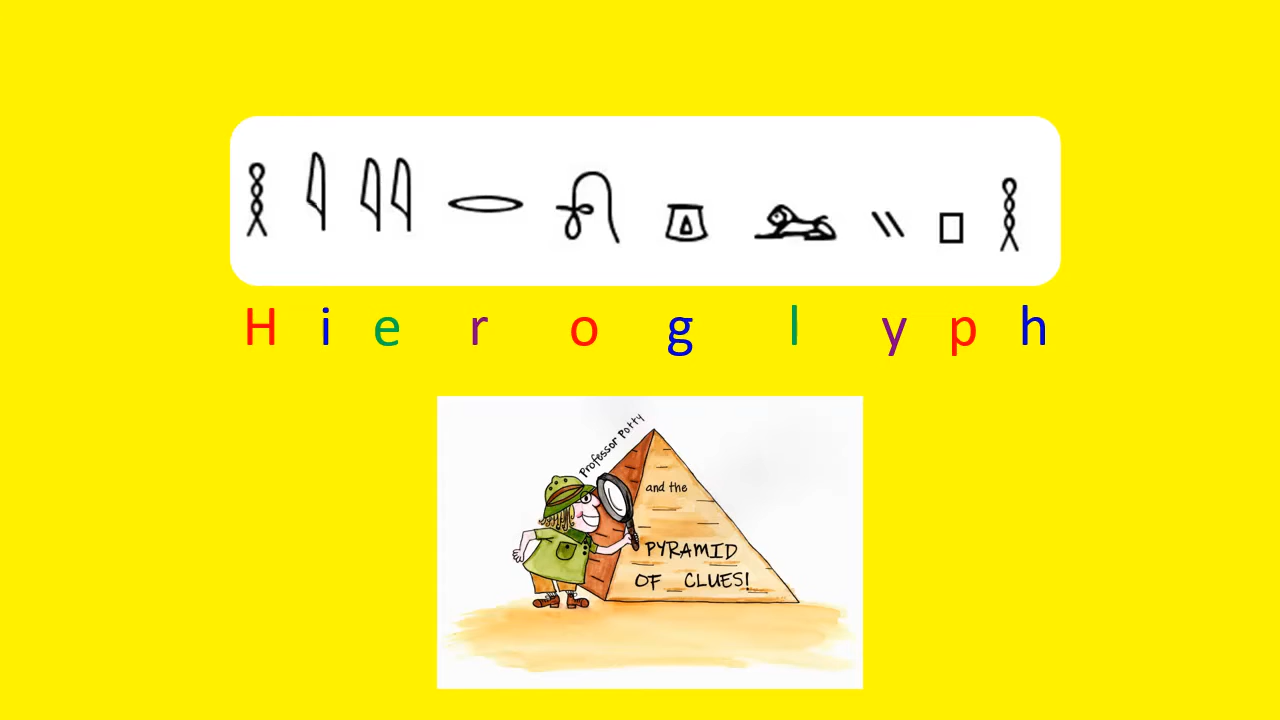 𓎛 𓇋 𓇌 𓂋 𓍯 𓎼 𓃭 𓏭 𓊪 𓎛
H i e r o g l y p h
Professor Potty
and the
PYRAMID
OF CLUES!